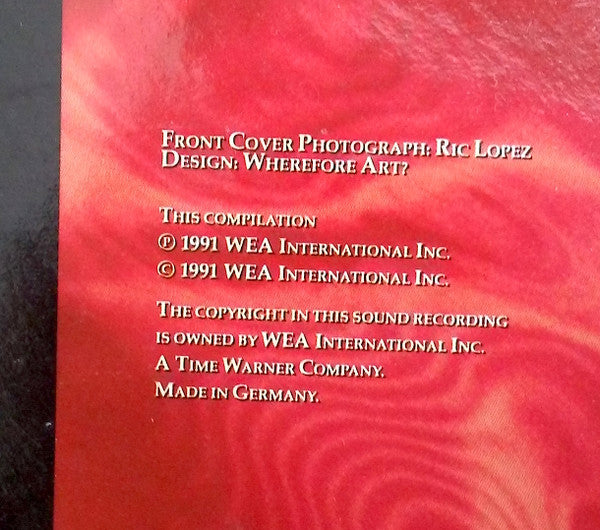 Front Cover Photograph: Ric Lopez
Design: Wherefore Art?
This compilation
℗ 1991 WEA International Inc.
© 1991 WEA International Inc.
The copyright in this sound recording
is owned by WEA International Inc.
A Time Warner Company.
Made in Germany.